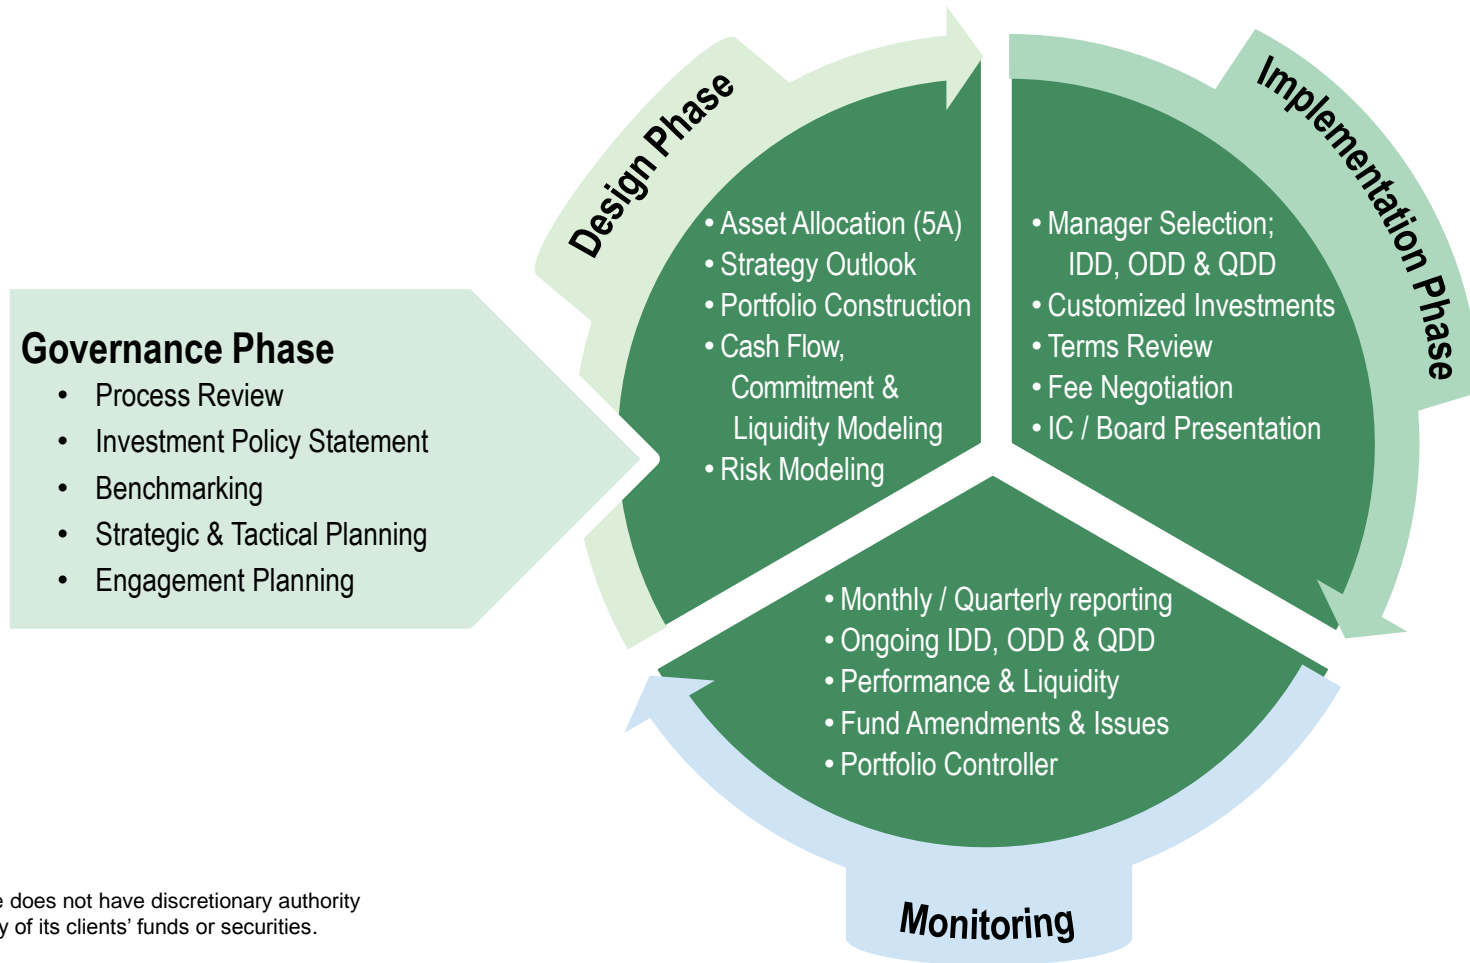 Governance Phase
• Process Review
• Investment Policy Statement
• Benchmarking
• Strategic & Tactical Planning
• Engagement Planning
Design Phase
• Asset Allocation (5A)
• Strategy Outlook
• Portfolio Construction
• Cash Flow,
Commitment &
Liquidity Modeling
• Risk Modeling
Implementation Phase
• Manager Selection;
IDD, ODD & QDD
• Customized Investments
• Terms Review
• Fee Negotiation
• IC / Board Presentation
• Monthly / Quarterly reporting
• Ongoing IDD, ODD & QDD
• Performance & Liquidity
• Fund Amendments & Issues
• Portfolio Controller
Monitoring
does not have discretionary authority
of its clients’ funds or securities.